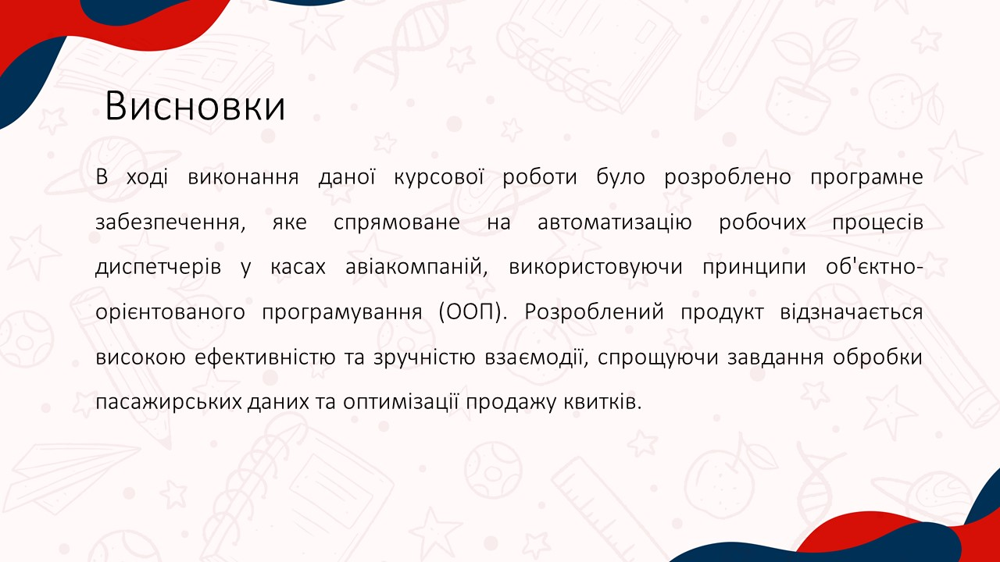 Висновки
В ході виконання даної курсової роботи було розроблено програмне
забезпечення, яке спрямоване на автоматизацію робочих процесів
диспетчерів у касах авіакомпаній, використовуючи принципи об'єктно-
орієнтованого програмування (ООП). Розроблений продукт відзначається
високою ефективністю та зручністю взаємодії, спрощуючи завдання обробки
пасажирських даних та оптимізації продажу квитків.